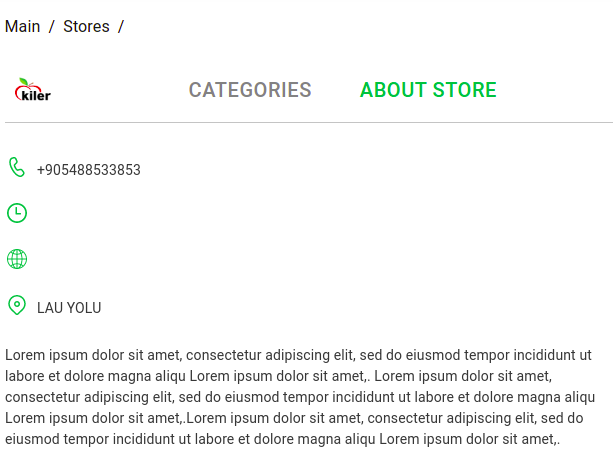 Main / Stores /
kiler
CATEGORIES ABOUT STORE
+905488533853
LAU YOLU
Lorem ipsum dolor sit amet, consectetur adipiscing elit, sed do eiusmod tempor incididunt ut
labore et dolore magna aliqu Lorem ipsum dolor sit amet,. Lorem ipsum dolor sit amet,
consectetur adipiscing elit, sed do eiusmod tempor incididunt ut labore et dolore magna aliqu
Lorem ipsum dolor sit amet,.Lorem ipsum dolor sit amet, consectetur adipiscing elit, sed do
eiusmod tempor incididunt ut labore et dolore magna aliqu Lorem ipsum dolor sit amet,.